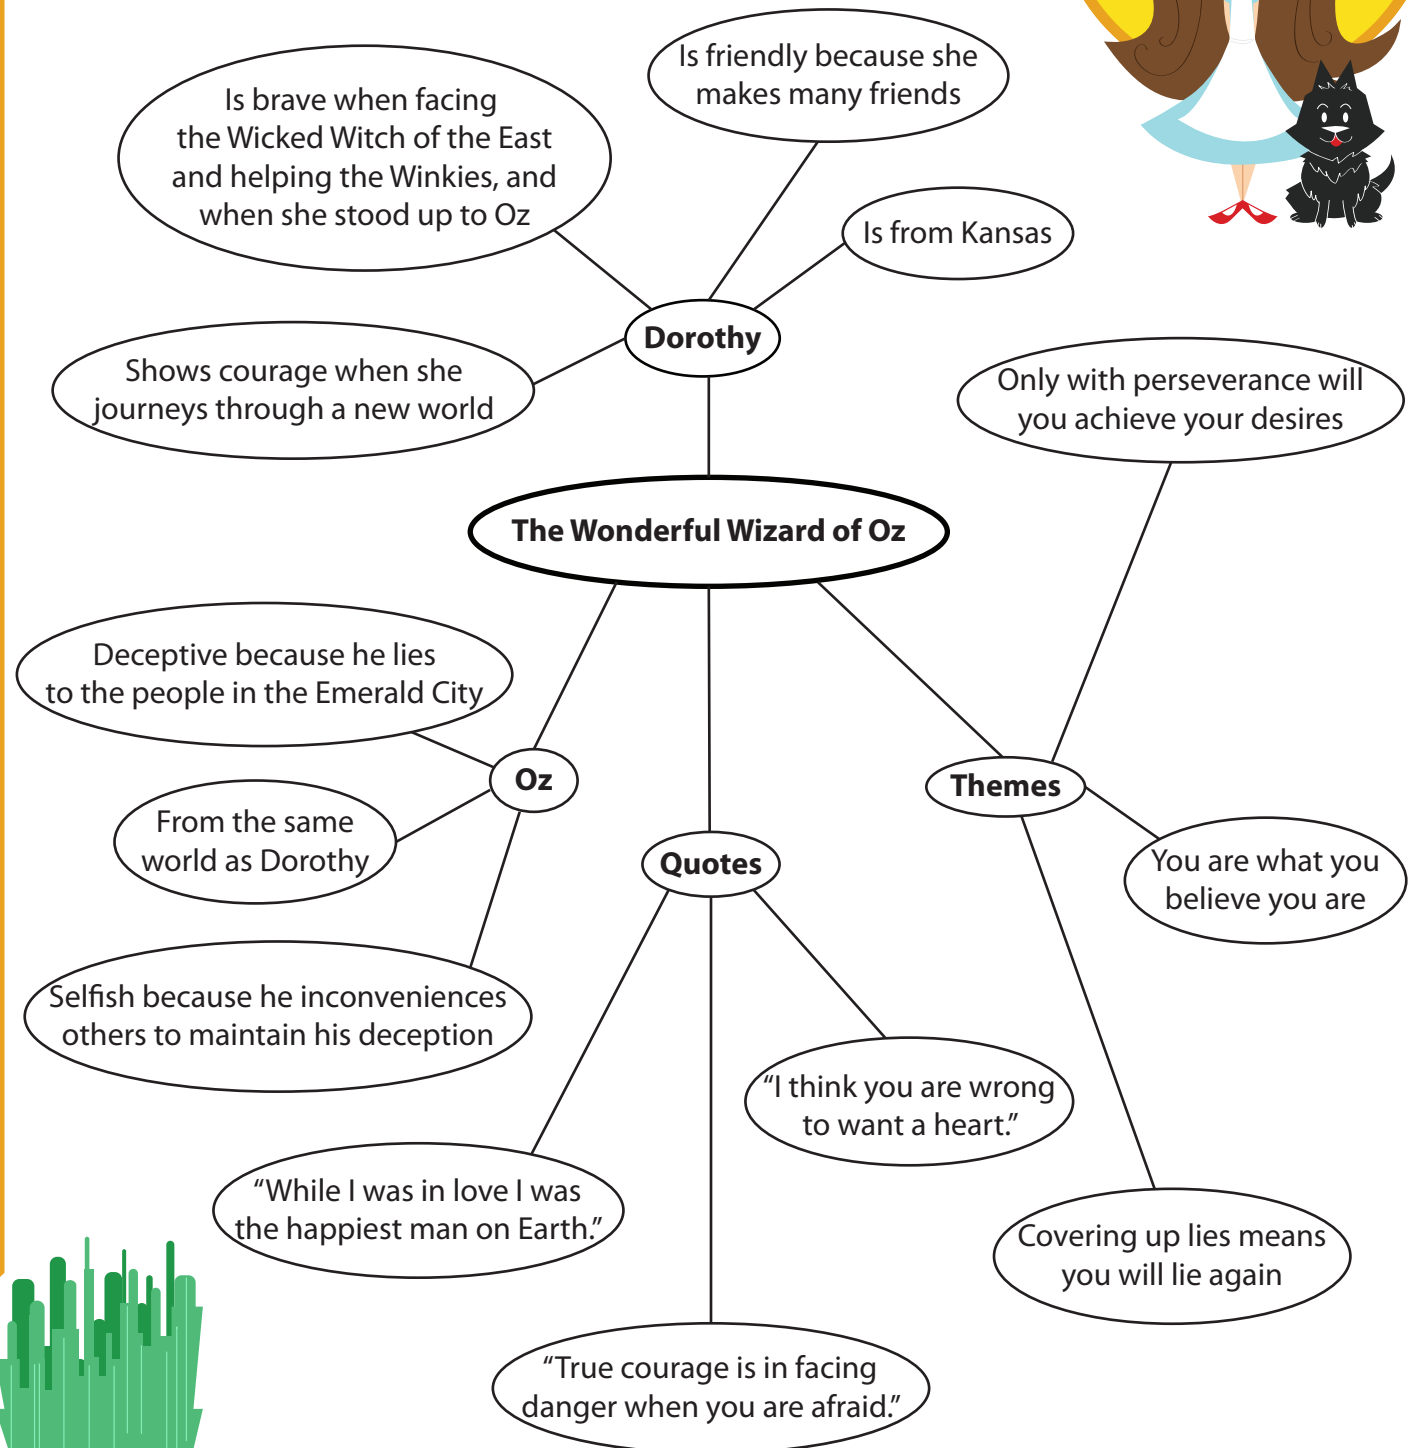 Is friendly because she
makes many friends
Is brave when facing
the Wicked Witch of the East
and helping the Winkies, and
when she stood up to Oz
Is from Kansas
Dorothy
Shows courage when she
journeys through a new world
Only with perseverance will
you achieve your desires
The Wonderful Wizard of Oz
Deceptive because he lies
to the people in the Emerald City
Oz
From the same
world as Dorothy
Selfish because he inconveniences
others to maintain his deception
Themes
You are what you
believe you are
Quotes
"I think you are wrong
to want a heart."
"While I was in love I was
the happiest man on Earth."
Covering up lies means
you will lie again
"True courage is in facing
danger when you are afraid."